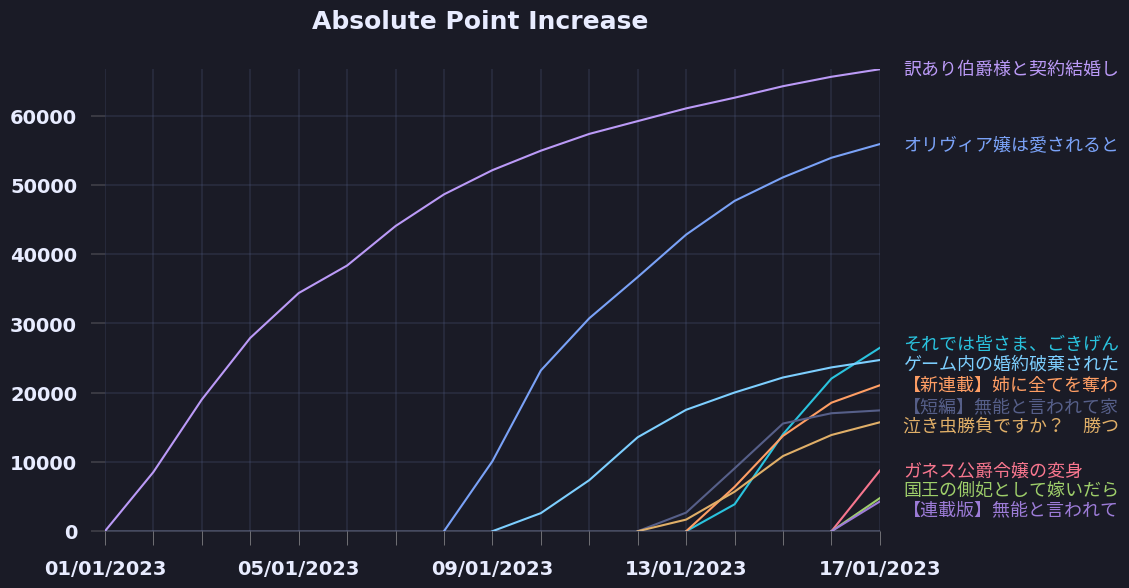 Absolute Point Increase
60000
50000
40000
30000
20000
10000
0
01/01/2023
05/01/2023
09/01/2023
13/01/2023
17/01/2023
訳あり伯爵様と契約結婚し
オリヴィア嬢は愛されると
それでは皆さま、ごきげん
ゲーム内の婚約破棄された
【新連載】姉に全てを奪わ
【短編】無能と言われて家
泣き虫勝負ですか？　勝つ
ガネス公爵令嬢の変身
国王の側妃として嫁いだら
【連載版】無能と言われて